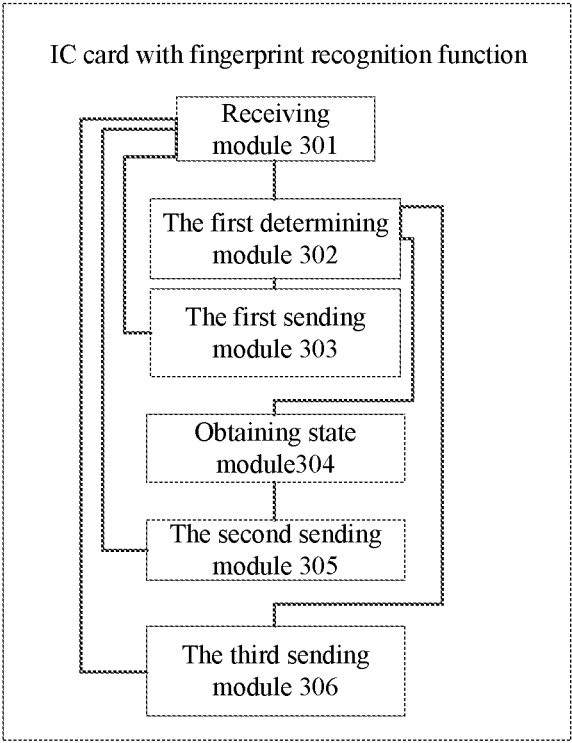 IC card with fingerprint recognition function
Receiving
module 301
The first determining
module 302
The first sending
module 303
Obtaining state
module304
The second sending
module 305
The third sending
module 306